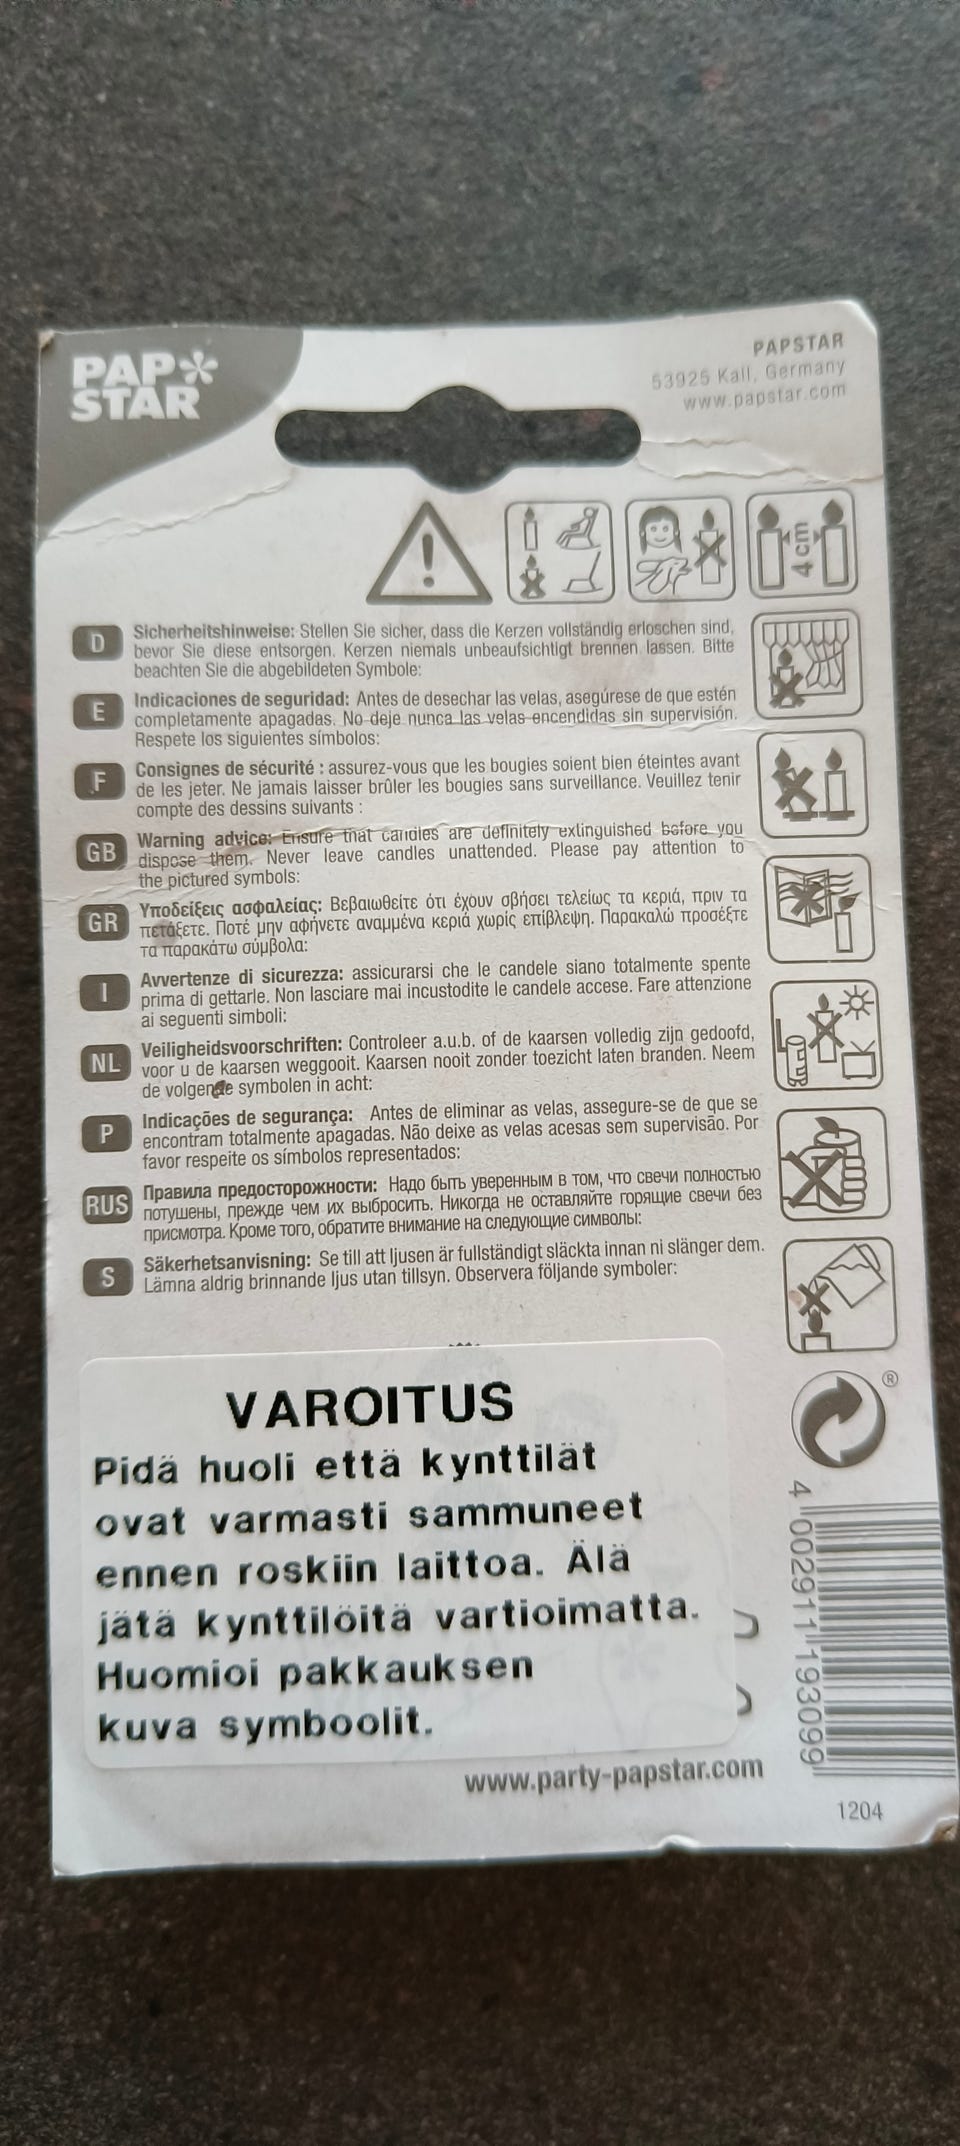 PAP STAR
PAPSTAR
53925 Kall, Germany
www.papstar.com
4 cm
D
Sicherheitshinweise: Stellen Sie sicher, dass die Kerzen vollständig erloschen sind,
bevor Sie diese entsorgen. Kerzen niemals unbeaufsichtigt brennen lassen. Bitte
beachten Sie die abgebildeten Symbole:
E
Indicaciones de seguridad: Antes de desechar las velas, asegúrese de que estén
completamente apagadas. No deje nunca las velas encendidas sin supervisión.
Respete los siguientes símbolos:
F
Consignes de sécurité : assurez-vous que les bougies soient bien éteintes avant
de les jeter. Ne jamais laisser brûler les bougies sans surveillance. Veuillez tenir
compte des dessins suivants :
GB
Warning advice: Ensure that candles are definitely extinguished before you
dispose them. Never leave candles unattended. Please pay attention to
the pictured symbols:
GR
Υποδείξεις ασφαλείας: Βεβαιωθείτε ότι έχουν σβήσει τελείως τα κεριά, πριν τα
πετάξετε. Ποτέ μην αφήνετε αναμμένα κεριά χωρίς επίβλεψη. Παρακαλώ προσέξτε
τα παρακάτω σύμβολα:
I
Avvertenze di sicurezza: assicurarsi che le candele siano totalmente spente
prima di gettarle. Non lasciare mai incustodite le candele accese. Fare attenzione
ai seguenti simboli:
NL
Veiligheidsvoorschriften: Controleer a.u.b. of de kaarsen volledig zijn gedoofd,
voor u de kaarsen weggooit. Kaarsen nooit zonder toezicht laten branden. Neem
de volgende symbolen in acht:
P
Indicações de segurança: Antes de eliminar as velas, assegure-se de que se
encontram totalmente apagadas. Não deixe as velas acesas sem supervisão. Por
favor respeite os símbolos representados:
RUS
Правила предосторожности: Надо быть уверенным в том, что свечи полностью
потушены, прежде чем их выбросить. Никогда не оставляйте горящие свечи без
присмотра. Кроме того, обратите внимание на следующие символы:
S
Säkerhetsanvisning: Se till att ljusen är fullständigt släckta innan ni slänger dem.
Lämna aldrig brinnande ljus utan tillsyn. Observera följande symboler:
®
VAROITUS
Pidä huoli että kynttilät
ovat varmasti sammuneet
ennen roskiin laittoa. Älä
jätä kynttilöitä vartioimatta.
Huomioi pakkauksen
kuva symboolit.
4 002911 193099
www.party-papstar.com
1204